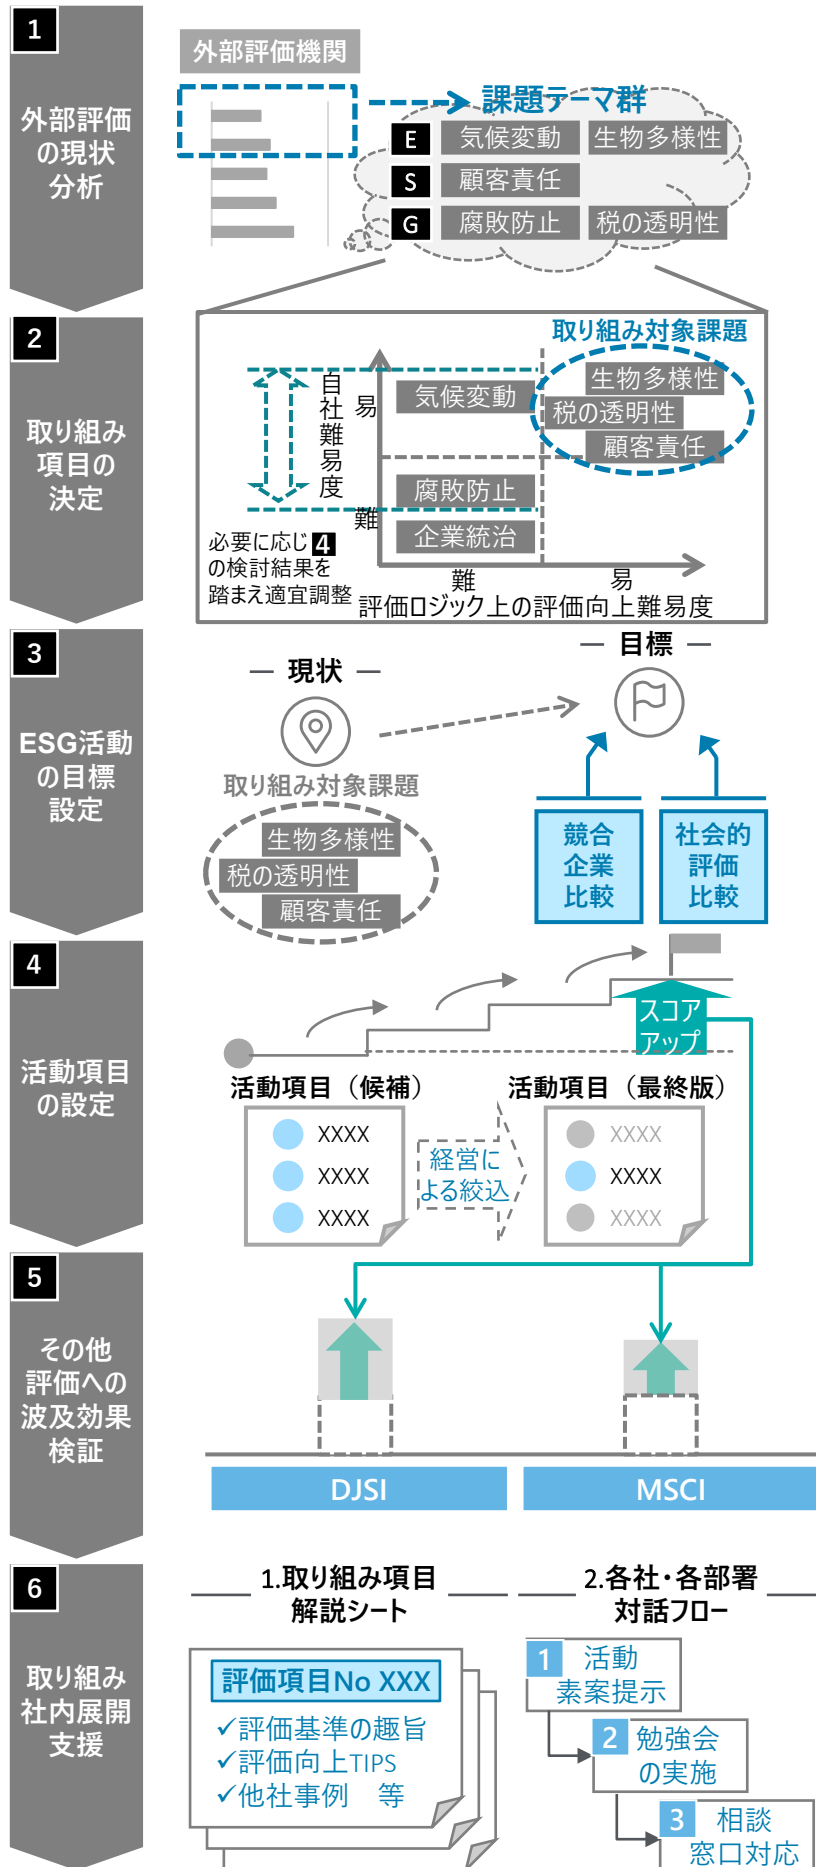 1
外部評価
の現状
分析
外部評価機関
課題テーマ群
E 気候変動 生物多様性
S 顧客責任
G 腐敗防止 税の透明性
2
取り組み
項目の
決定
取り組み対象課題
自社難易度
易
難
気候変動
生物多様性
税の透明性
顧客責任
腐敗防止
企業統治
必要に応じ4
の検討結果を
踏まえ適宜調整
難 易
評価ロジック上の評価向上難易度
3
ESG活動
の目標
設定
現状
目標
取り組み対象課題
生物多様性
税の透明性
顧客責任
競合
企業
比較
社会的
評価
比較
4
活動項目
の設定
スコア
アップ
活動項目（候補）
XXXX
XXXX
XXXX
経営に
よる絞込
活動項目（最終版）
XXXX
XXXX
XXXX
5
その他
評価への
波及効果
検証
DJSI
MSCI
6
取り組み
社内展開
支援
1.取り組み項目
解説シート
評価項目No XXX
✓評価基準の趣旨
✓評価向上TIPS
✓他社事例　等
2.各社・各部署
対話フロー
1 活動
素案提示
2 勉強会
の実施
3 相談
窓口対応